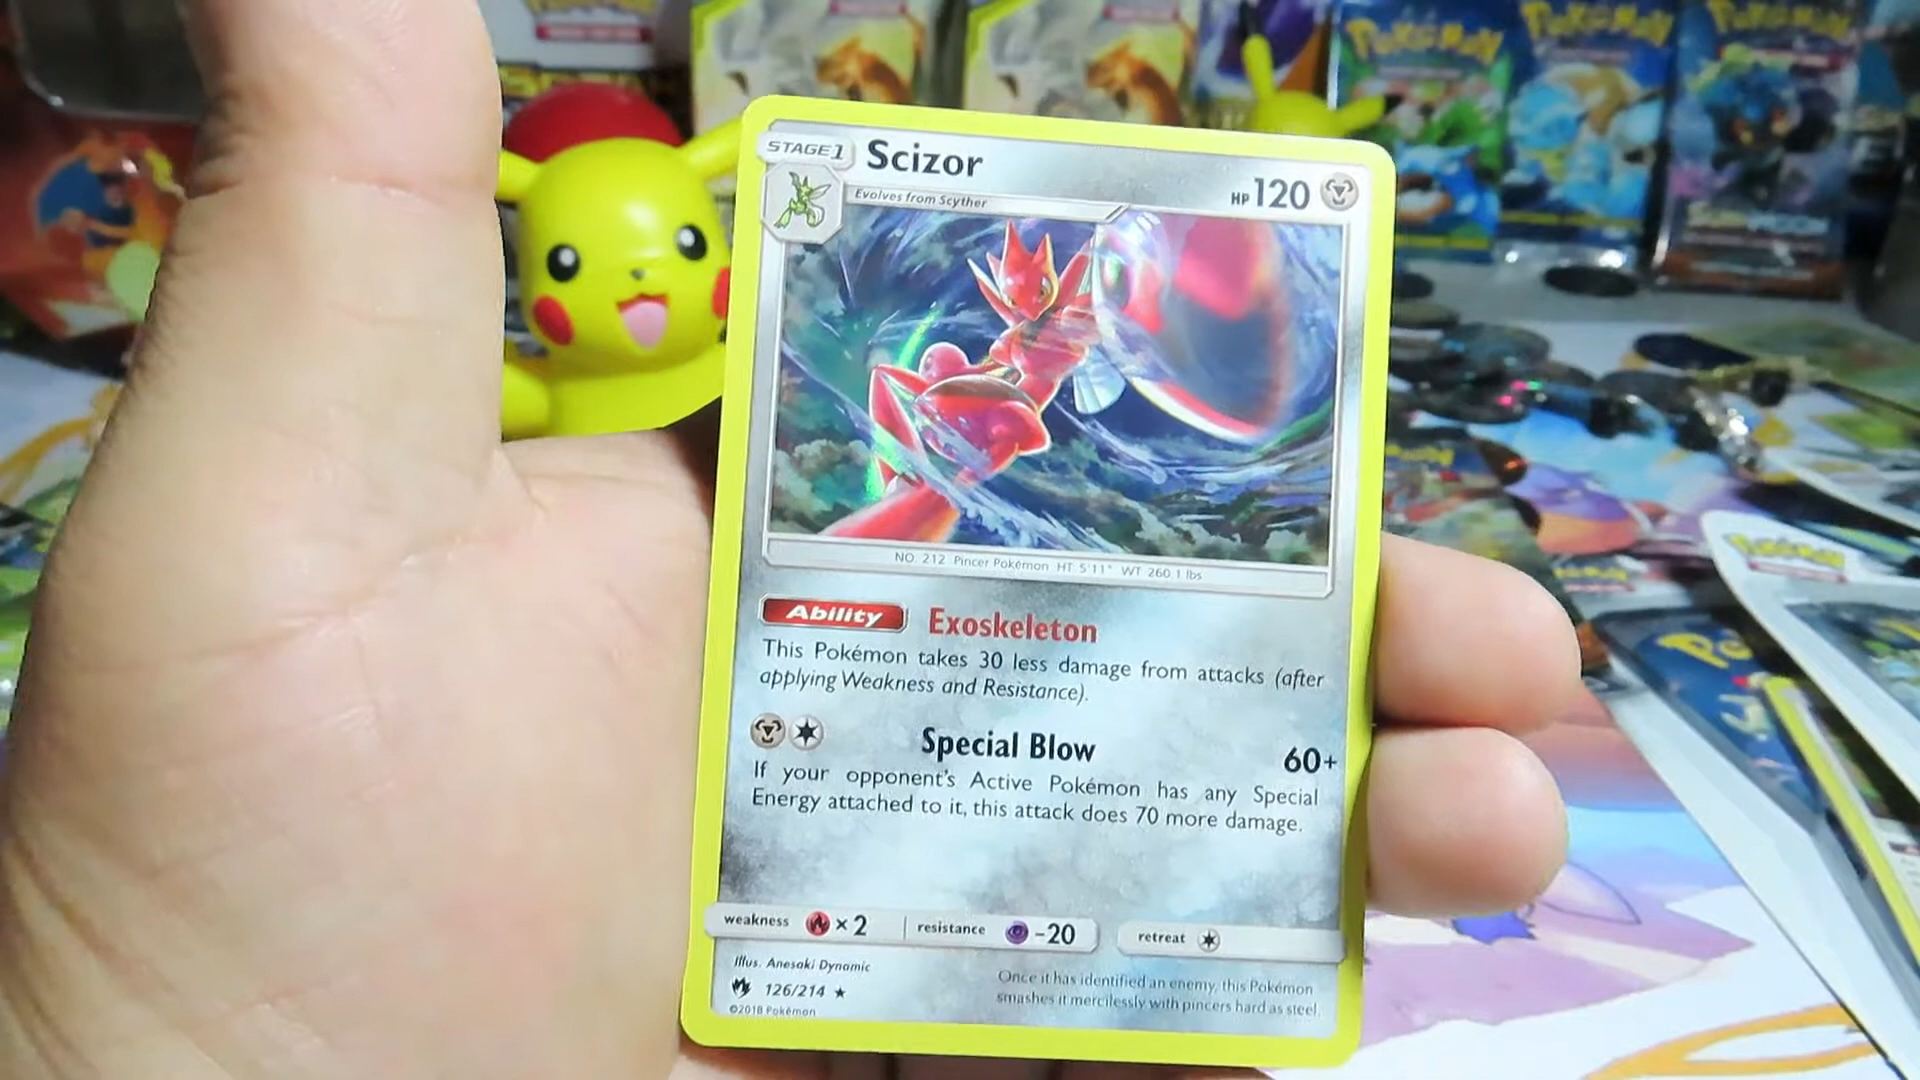 POKéMON
POKéMON
POKéMON
STAGE1
Scizor
HP 120
Evolves from Scyther
NO. 212 Pincer Pokémon HT 5'11" WT 260.1 lbs
Ability
Exoskeleton
This Pokémon takes 30 less damage from attacks (after
applying Weakness and Resistance).
Special Blow
60+
If your opponent's Active Pokémon has any Special
Energy attached to it, this attack does 70 more damage.
weakness ×2
resistance -20
retreat
Illus. Anesaki Dynamic
126/214 ★
©2018 Pokémon
Once it has identified an enemy, this Pokémon
smashes it mercilessly with pincers hard as steel.